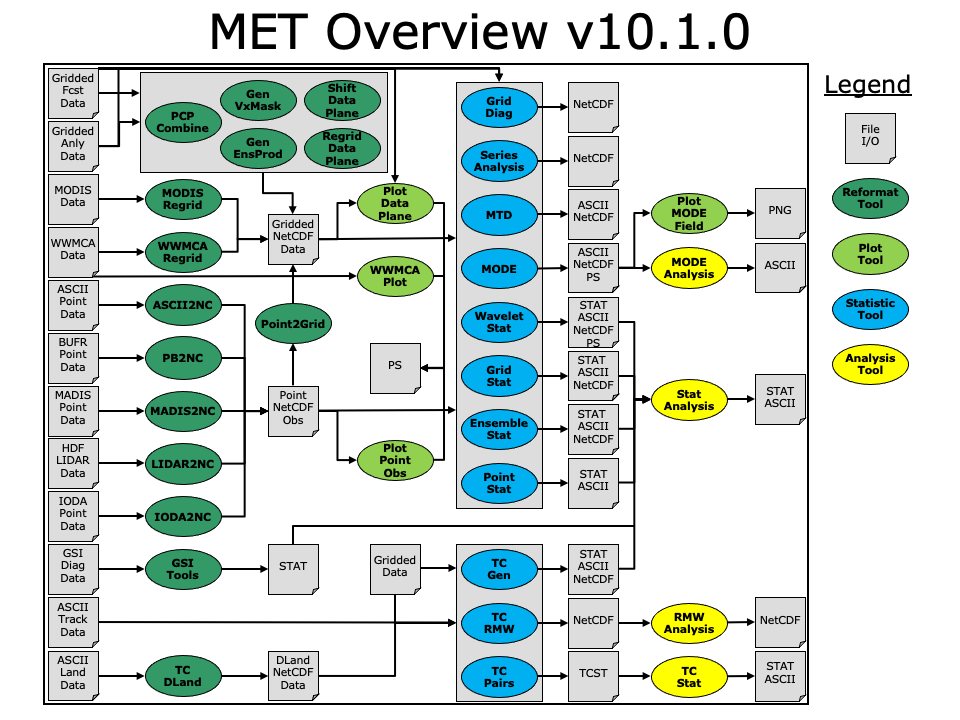 MET Overview v10.1.0
Legend
File
I/O
Reformat
Tool
Plot
Tool
Statistic
Tool
Analysis
Tool
Gridded
Fcst
Data
Gridded
Anly
Data
MODIS
Data
WWMCA
Data
ASCII
Point
Data
BUFR
Point
Data
MADIS
Point
Data
HDF
LIDAR
Data
IODA
Point
Data
GSI
Diag
Data
ASCII
Track
Data
ASCII
Land
Data
PCP
Combine
Gen
VxMask
Shift
Data
Plane
Gen
EnsProd
Regrid
Data
Plane
MODIS
Regrid
WWMCA
Regrid
ASCII2NC
PB2NC
MADIS2NC
LIDAR2NC
IODA2NC
GSI
Tools
TC
DLand
Gridded
NetCDF
Data
Point2Grid
Point
NetCDF
Obs
STAT
DLand
NetCDF
Data
Plot
Data
Plane
WWMCA
Plot
PS
Plot
Point
Obs
Gridded
Data
Grid
Diag
Series
Analysis
MTD
MODE
Wavelet
Stat
Grid
Stat
Ensemble
Stat
Point
Stat
TC
Gen
TC
RMW
TC
Pairs
NetCDF
NetCDF
ASCII
NetCDF
ASCII
NetCDF
PS
STAT
ASCII
NetCDF
PS
STAT
ASCII
NetCDF
STAT
ASCII
NetCDF
STAT
ASCII
STAT
ASCII
NetCDF
NetCDF
TCST
Plot
MODE
Field
MODE
Analysis
Stat
Analysis
RMW
Analysis
TC
Stat
PNG
ASCII
STAT
ASCII
NetCDF
STAT
ASCII